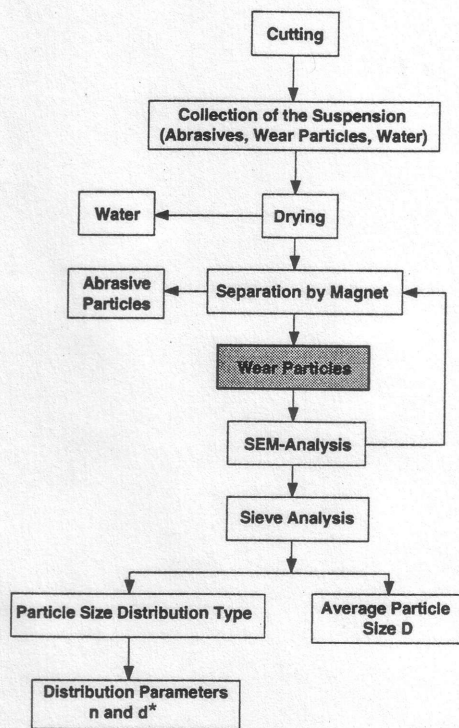 Cutting
Collection of the Suspension
(Abrasives, Wear Particles, Water)
Water
Drying
Abrasive
Particles
Separation by Magnet
Wear Particles
SEM-Analysis
Sieve Analysis
Particle Size Distribution Type
Average Particle
Size D
Distribution Parameters
n and d*